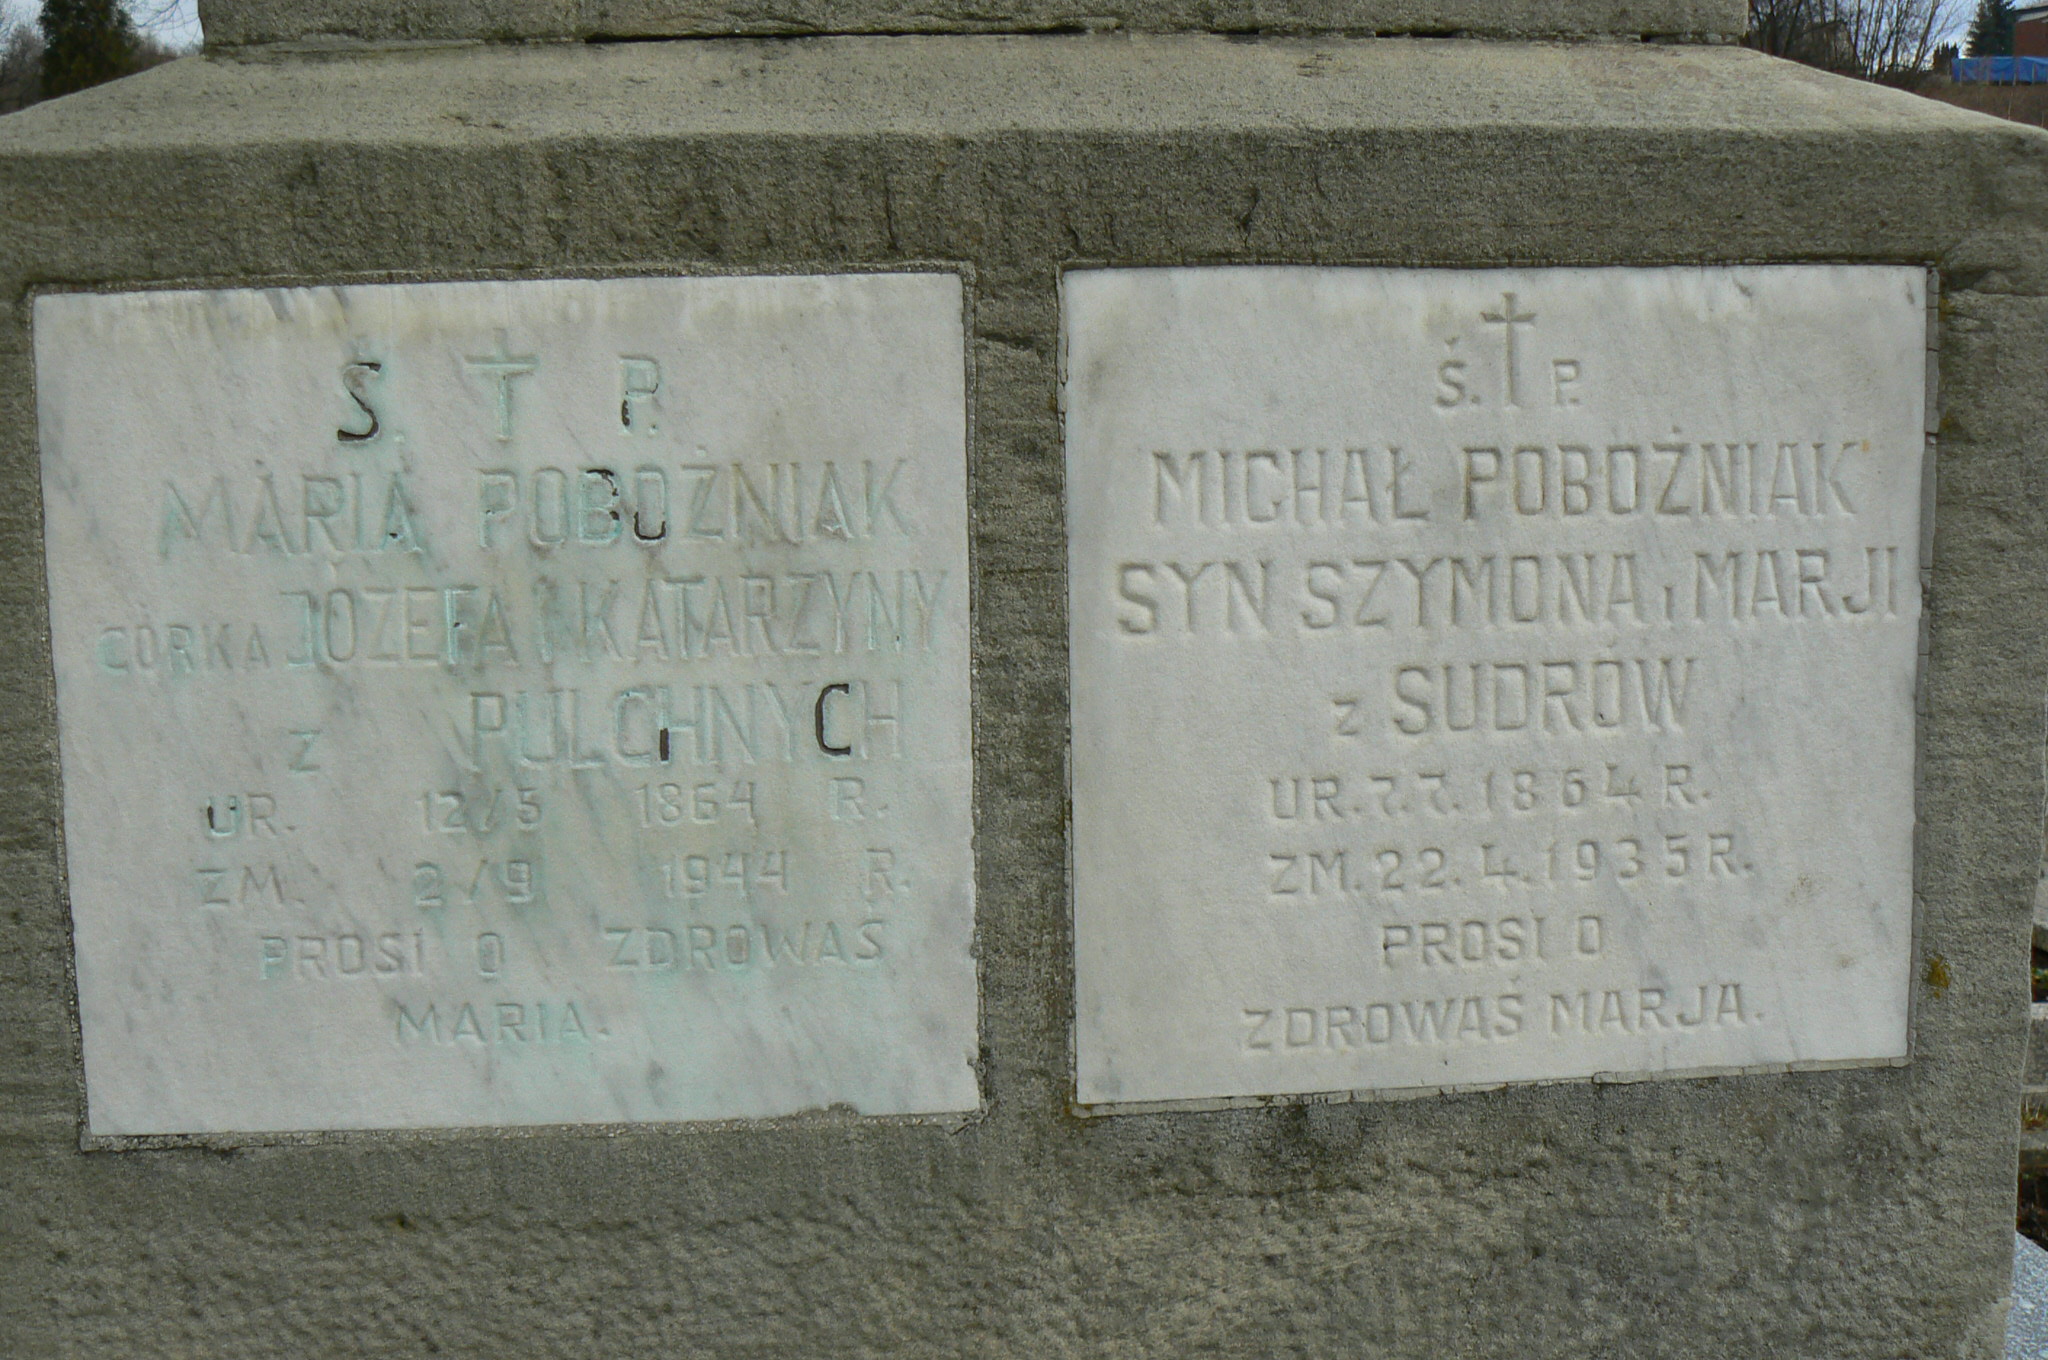 Ś. † P.
MARIA POBOŻNIAK
CÓRKA JÓZEFA I KATARZYNY
Z PULCHNYCH
UR. 12/5 1864 R.
ZM. 2/9 1944 R.
PROSI O ZDROWAŚ
MARIA.
Ś. † P.
MICHAŁ POBOŻNIAK
SYN SZYMONA I MARJI
Z SUDRÓW
UR. 7.7.1864 R.
ZM. 22.4.1935 R.
PROSI O
ZDROWAŚ MARJA.